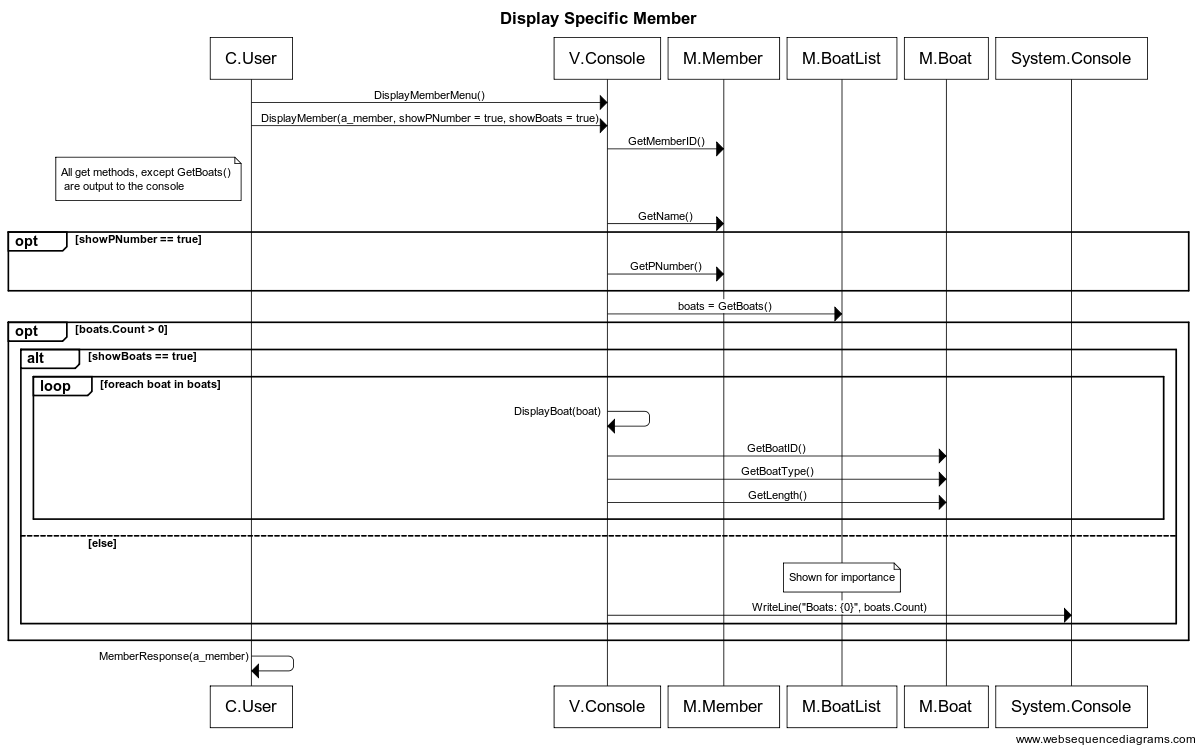 Display Specific Member
C.User
V.Console
M.Member
M.BoatList
M.Boat
System.Console
DisplayMemberMenu()
DisplayMember(a_member, showPNumber = true, showBoats = true)
GetMemberID()
All get methods, except GetBoats()
are output to the console
GetName()
opt [showPNumber == true]
GetPNumber()
boats = GetBoats()
opt [boats.Count > 0]
alt [showBoats == true]
loop [foreach boat in boats]
DisplayBoat(boat)
GetBoatID()
GetBoatType()
GetLength()
[else]
Shown for importance
WriteLine("Boats: {0}", boats.Count)
MemberResponse(a_member)
C.User
V.Console
M.Member
M.BoatList
M.Boat
System.Console
www.websequencediagrams.com